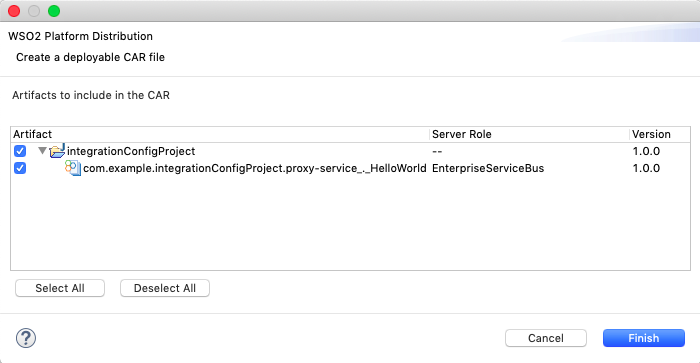 WSO2 Platform Distribution
Create a deployable CAR file
Artifacts to include in the CAR
Artifact Server Role Version
integrationConfigProject -- 1.0.0
com.example.integrationConfigProject.proxy-service_._HelloWorld EnterpriseServiceBus 1.0.0
Select All Deselect All
? Cancel Finish